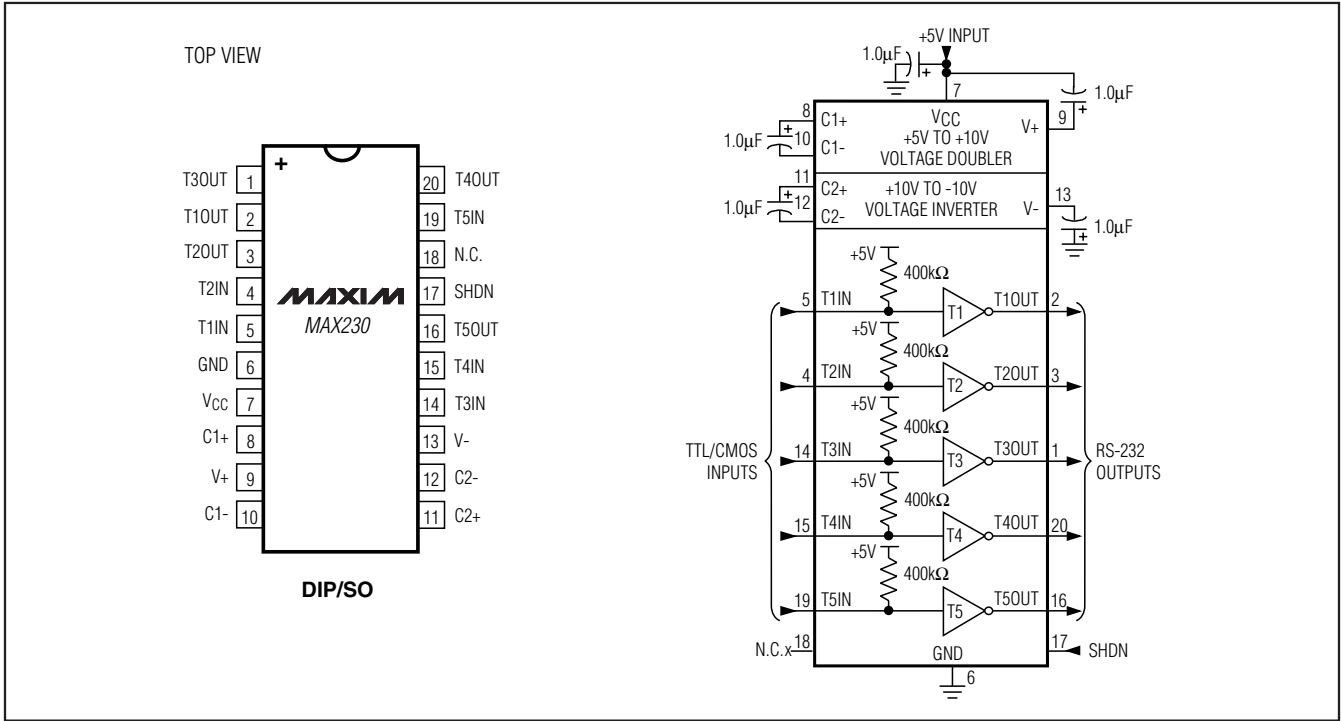 TOP VIEW
+
T3OUT 1
T1OUT 2
T2OUT 3
T2IN 4
T1IN 5
GND 6
VCC 7
C1+ 8
V+ 9
C1- 10
20 T4OUT
19 T5IN
18 N.C.
17 SHDN
16 T5OUT
15 T4IN
14 T3IN
13 V-
12 C2-
11 C2+
MAXIM
MAX230
DIP/SO
+5V INPUT
1.0µF
+
7
1.0µF
+
8 C1+
1.0µF + 10 C1-
VCC
+5V TO +10V
VOLTAGE DOUBLER
V+ 9
11 C2+
1.0µF + 12 C2-
+10V TO -10V
VOLTAGE INVERTER
V- 13
1.0µF
+
+5V
400kΩ
5 T1IN T1 T1OUT 2
+5V
400kΩ
4 T2IN T2 T2OUT 3
+5V
400kΩ
TTL/CMOS
INPUTS
14 T3IN T3 T3OUT 1
RS-232
OUTPUTS
+5V
400kΩ
15 T4IN T4 T4OUT 20
+5V
400kΩ
19 T5IN T5 T5OUT 16
N.C.x 18
GND
17 SHDN
6